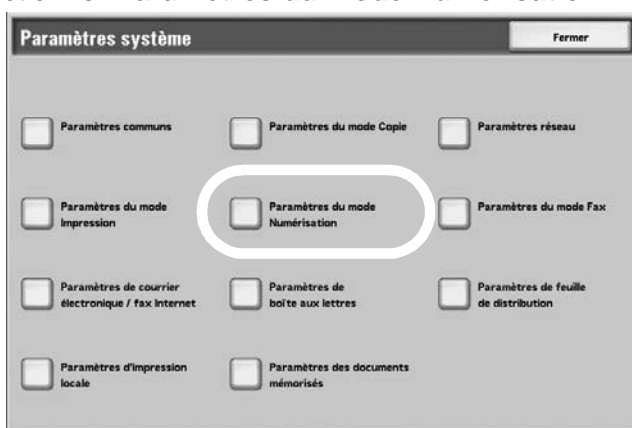 Paramètres système
Fermer
Paramètres communs
Paramètres du mode Copie
Paramètres réseau
Paramètres du mode
Impression
Paramètres du mode
Numérisation
Paramètres du mode Fax
Paramètres de courrier
électronique / fax Internet
Paramètres de
boîte aux lettres
Paramètres de feuille
de distribution
Paramètres d'impression
locale
Paramètres des documents
mémorisés